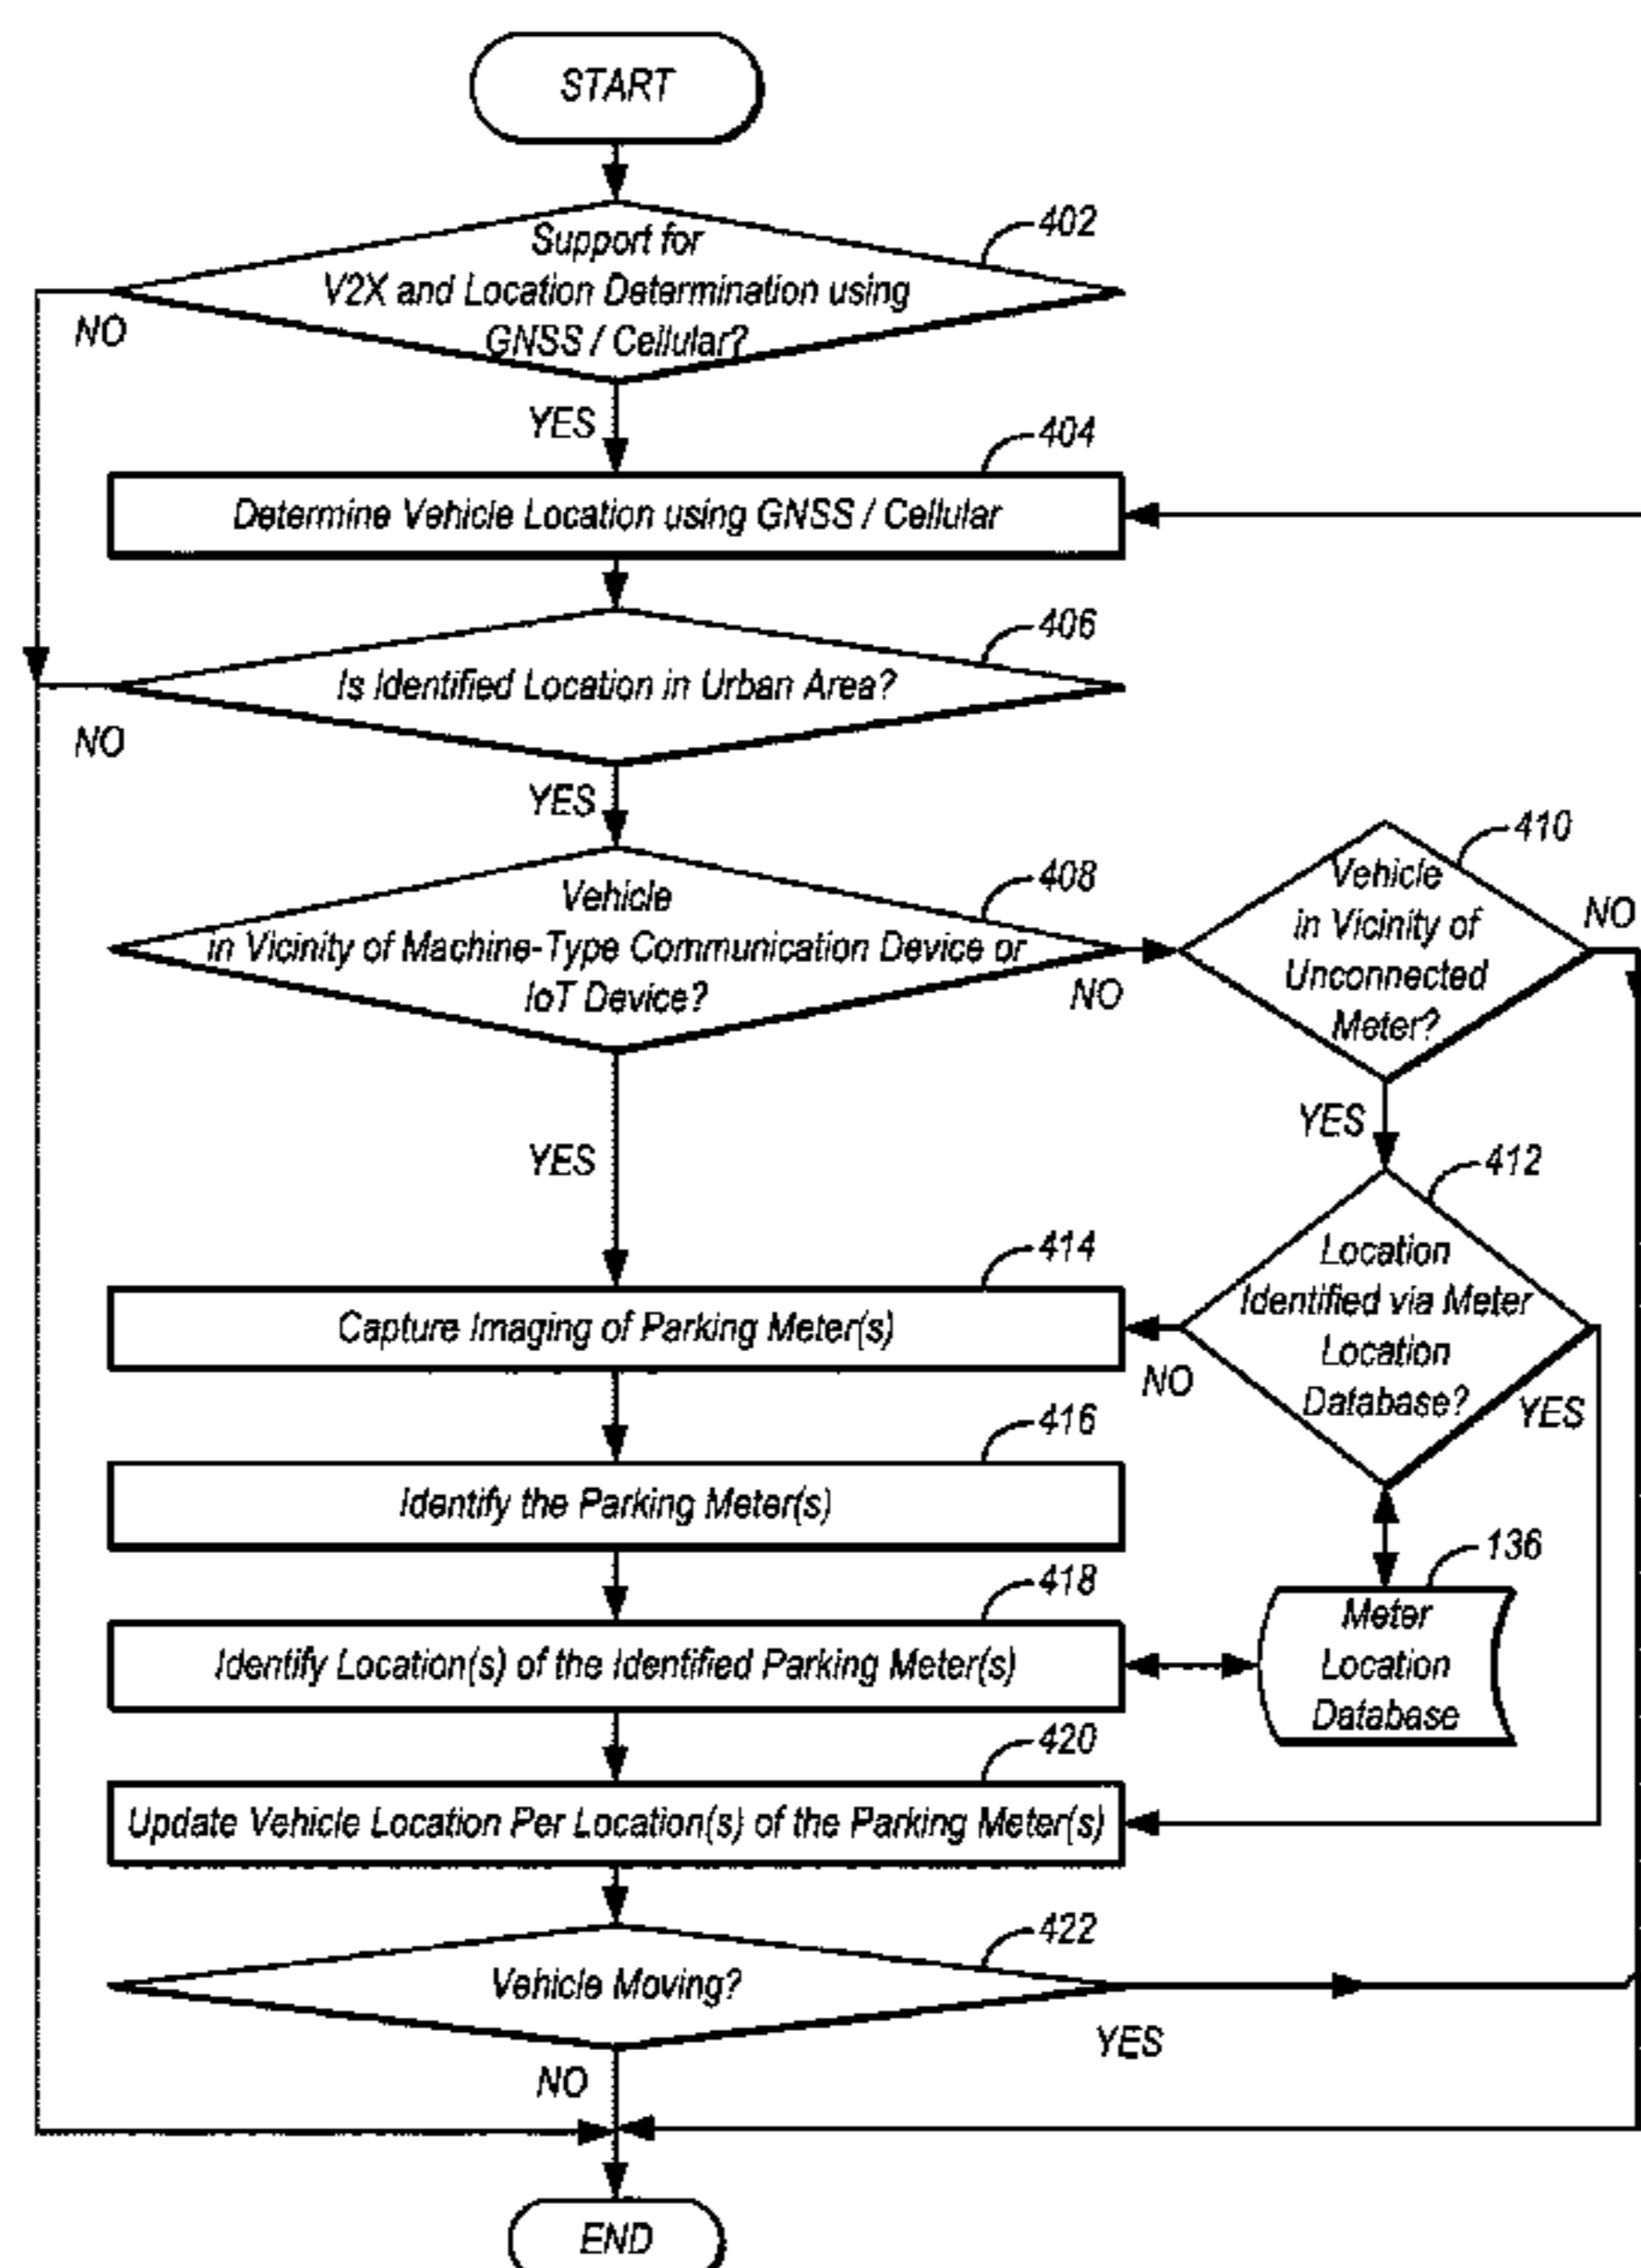 START
402
Support for
V2X and Location Determination using
GNSS / Cellular?
NO
YES
404
Determine Vehicle Location using GNSS / Cellular
406
Is Identified Location in Urban Area?
NO
YES
408
Vehicle
in Vicinity of Machine-Type Communication Device or
IoT Device?
NO
410
Vehicle
in Vicinity of
Unconnected
Meter?
NO
YES
YES
412
Location
Identified via Meter
Location
Database?
NO
YES
414
Capture Imaging of Parking Meter(s)
416
Identify the Parking Meter(s)
136
Meter
Location
Database
418
Identify Location(s) of the Identified Parking Meter(s)
420
Update Vehicle Location Per Location(s) of the Parking Meter(s)
422
Vehicle Moving?
YES
NO
END